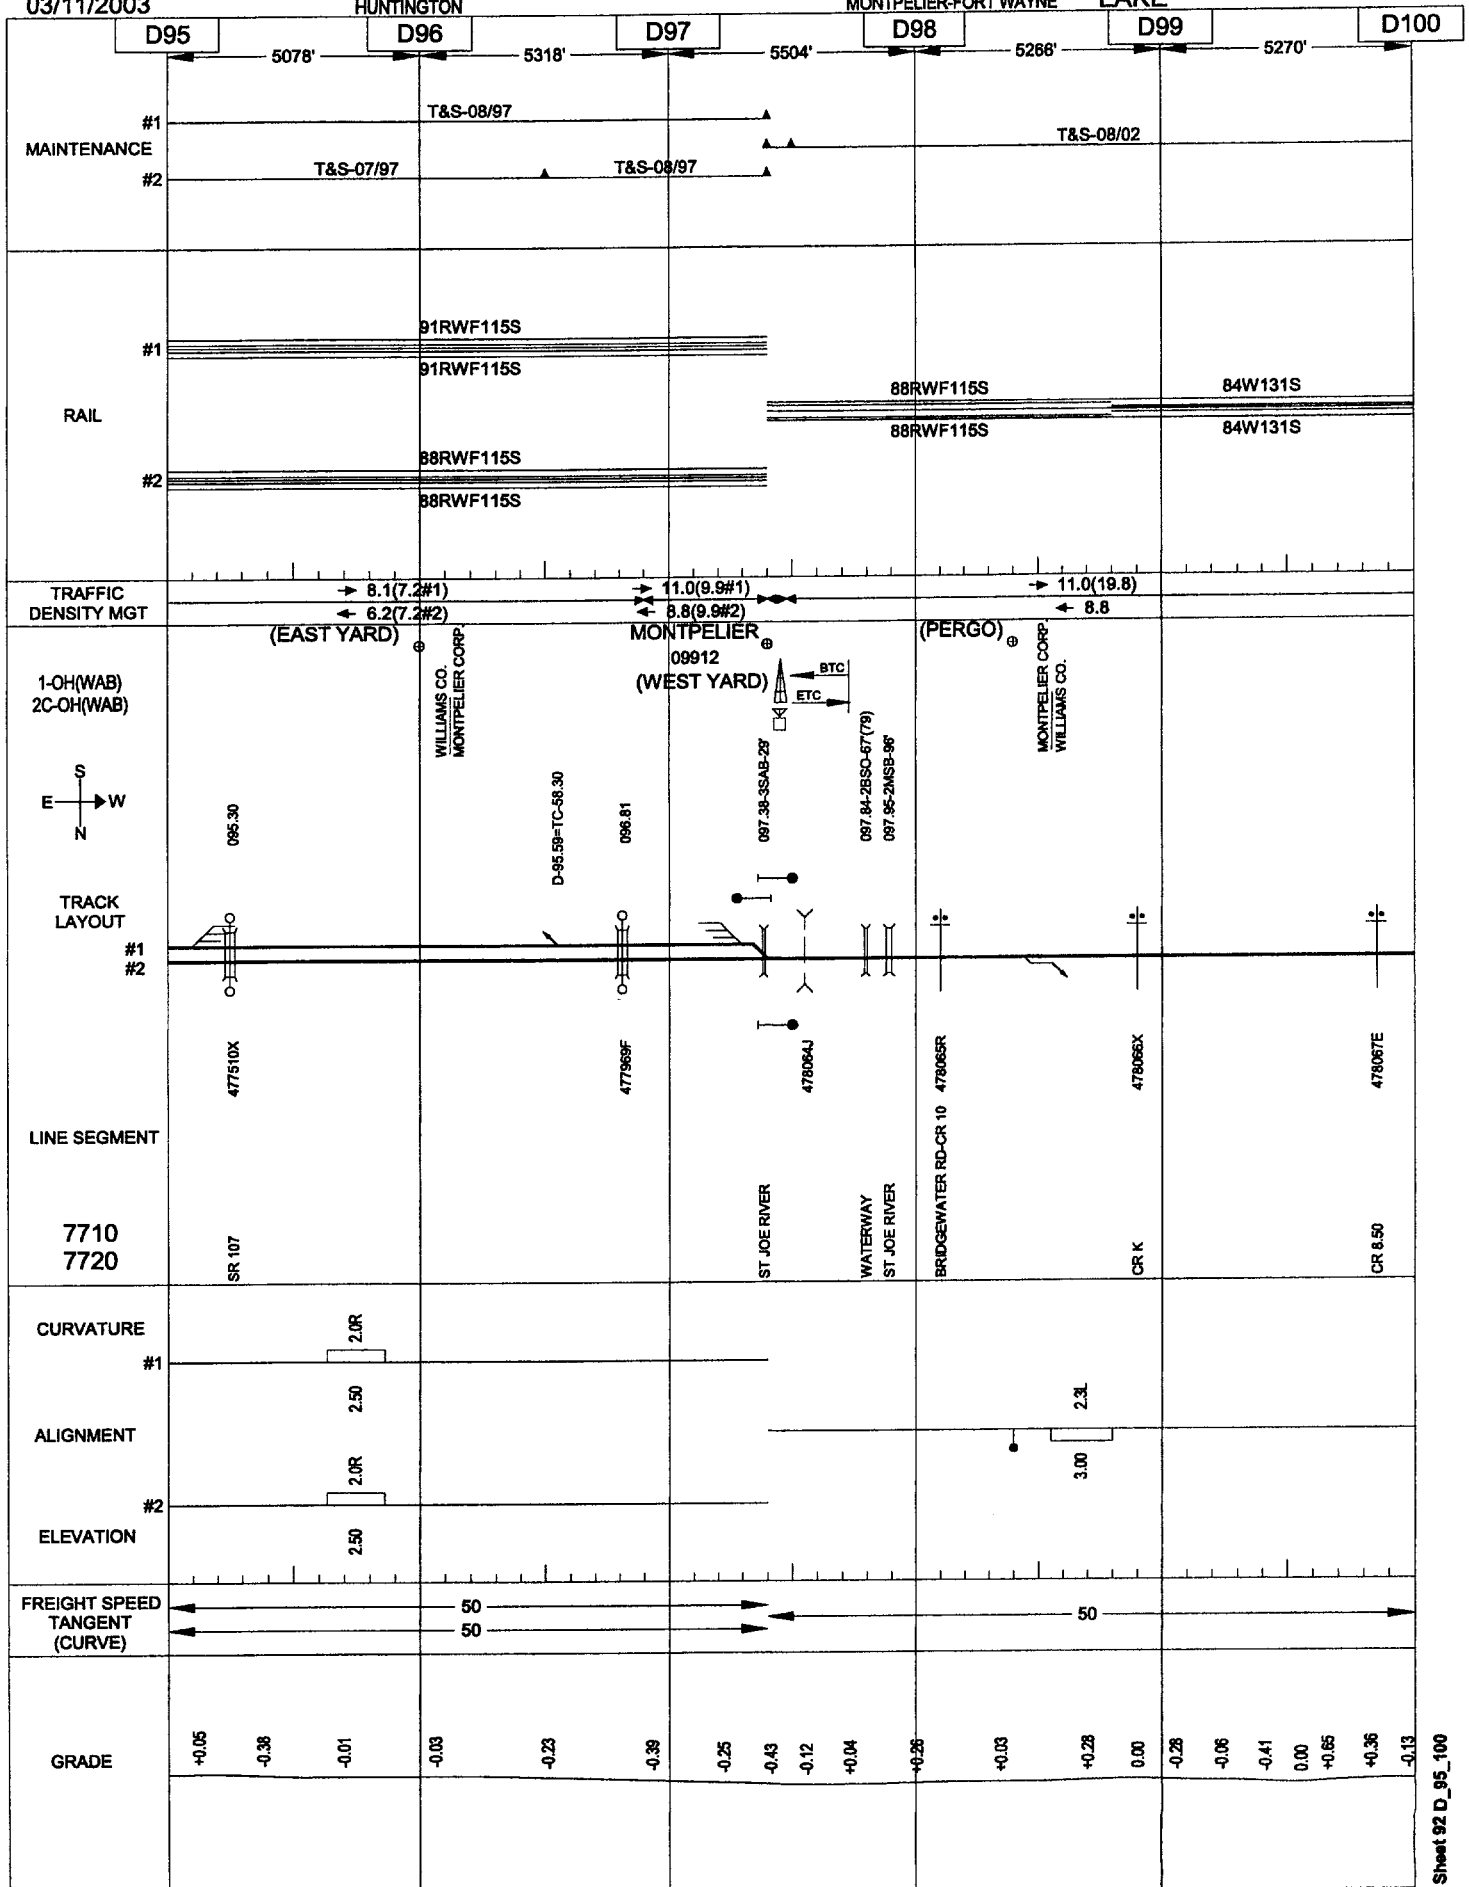 03/11/2003 HUNTINGTON MONTPELIER-FORT WAYNE LAKE
D95 D96 D97 D98 D99 D100
5078' 5318' 5504' 5266' 5270'
MAINTENANCE
#1 T&S-08/97
T&S-08/02
#2 T&S-07/97 T&S-08/97
RAIL
91RWF115S
#1
91RWF115S
88RWF115S 84W131S
88RWF115S 84W131S
88RWF115S
#2
88RWF115S
TRAFFIC
DENSITY MGT
8.1(7.2#1) 11.0(9.9#1) 11.0(19.8)
6.2(7.2#2) 8.8(9.9#2) 8.8
(EAST YARD) MONTPELIER (PERGO)
09912
(WEST YARD)
BTC
ETC
1-OH(WAB)
2C-OH(WAB)
WILLIAMS CO.
MONTPELIER CORP.
MONTPELIER CORP.
WILLIAMS CO.
S
E W
N
095.30
D-95.59=TC-58.30
096.81
097.38-3SAB-29'
097.84-2BSO-67'(79)
097.95-2MSB-96'
TRACK
LAYOUT
#1
#2
477510X
477969F
478064J
478065R
478066X
478067E
LINE SEGMENT
7710
7720
SR 107
ST JOE RIVER
WATERWAY
ST JOE RIVER
BRIDGEWATER RD-CR 10
CR K
CR 8.50
CURVATURE
#1
2.0R
2.50
ALIGNMENT
2.3L
3.00
#2
2.0R
2.50
ELEVATION
FREIGHT SPEED
TANGENT
(CURVE)
50
50
50
GRADE
+0.05 -0.38 -0.01 -0.03 -0.23 -0.39 -0.25 -0.43 -0.12 +0.04 +0.26 +0.03 +0.28 0.00 -0.28 -0.06 -0.41 0.00 +0.65 +0.36 -0.13
Sheet 92 D_95_100